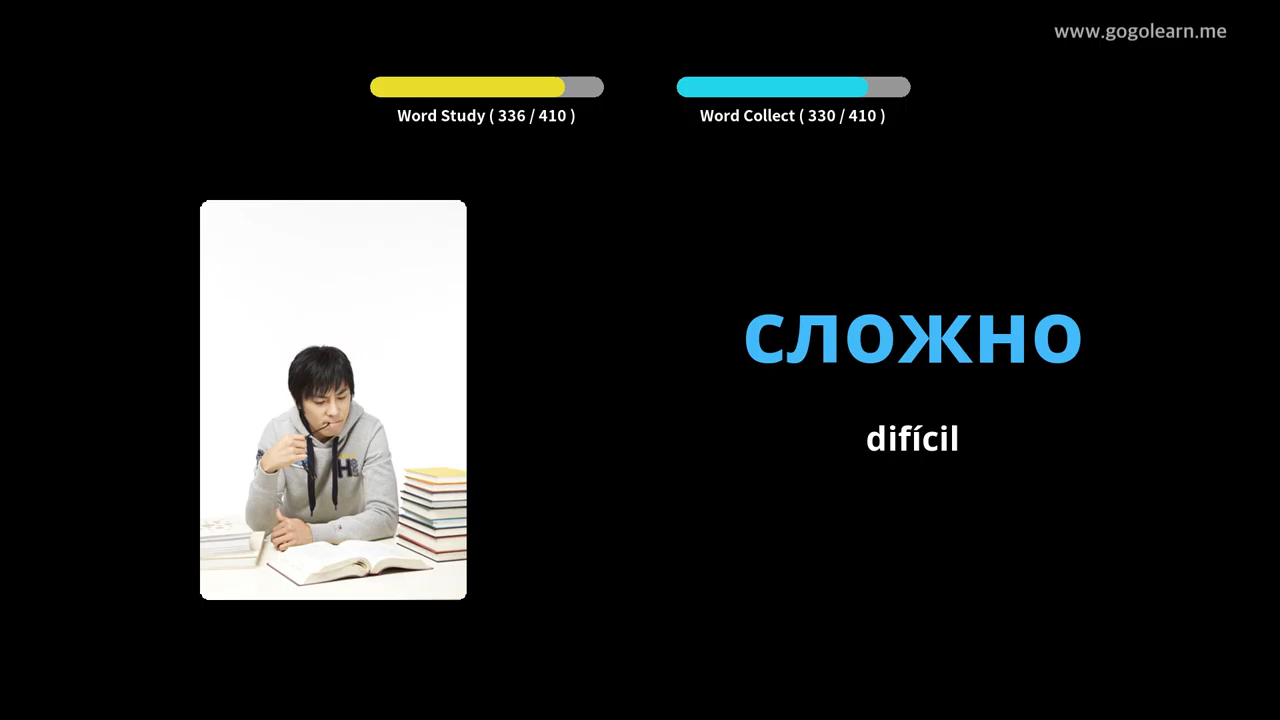 www.gogolearn.me
Word Study ( 336 / 410 )
Word Collect ( 330 / 410 )
сложно
difícil
H